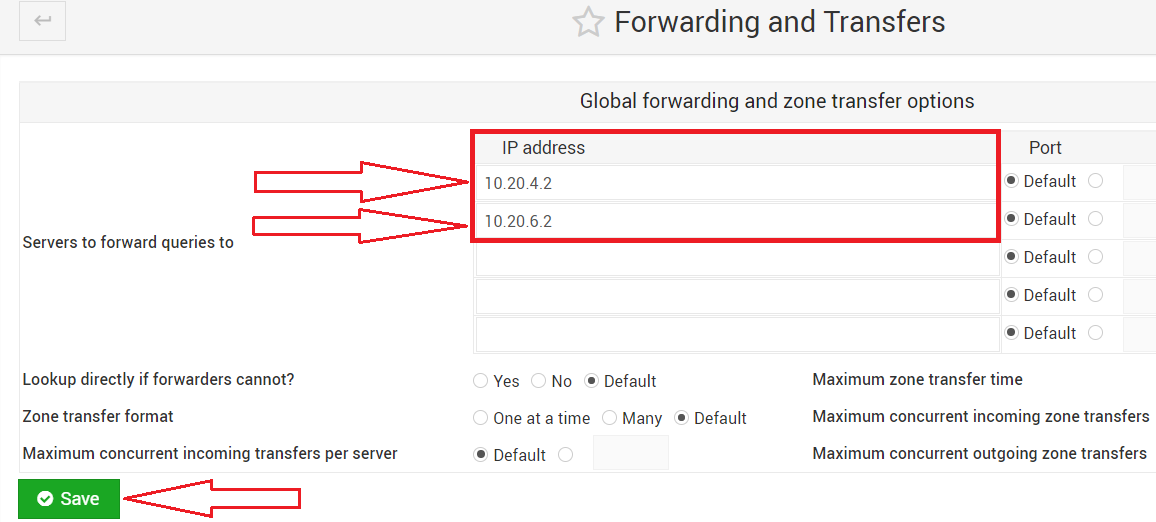 Forwarding and Transfers
Global forwarding and zone transfer options
IP address Port
10.20.4.2 Default
10.20.6.2 Default
Servers to forward queries to
Default
Default
Default
Lookup directly if forwarders cannot? Yes No Default Maximum zone transfer time
Zone transfer format One at a time Many Default Maximum concurrent incoming zone transfers
Maximum concurrent incoming transfers per server Default Maximum concurrent outgoing zone transfers
Save